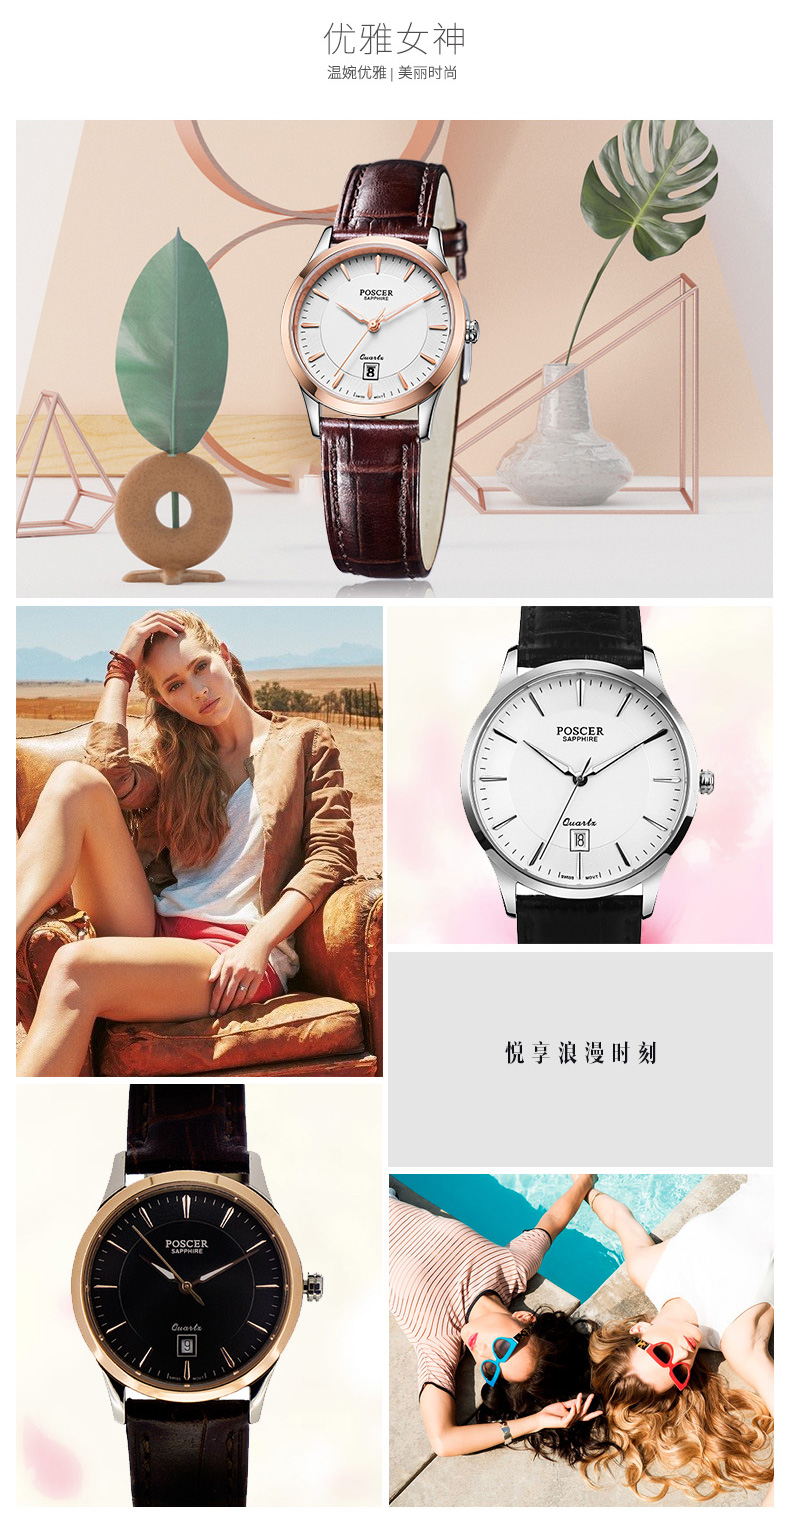 优雅女神
温婉优雅 | 美丽时尚
POSCER
SAPPHIRE
Quartz
8
SWISS MOVT
POSCER
SAPPHIRE
Quartz
18
SWISS MOVT
悦享浪漫时刻
POSCER
SAPPHIRE
Quartz
9
SWISS MOVT